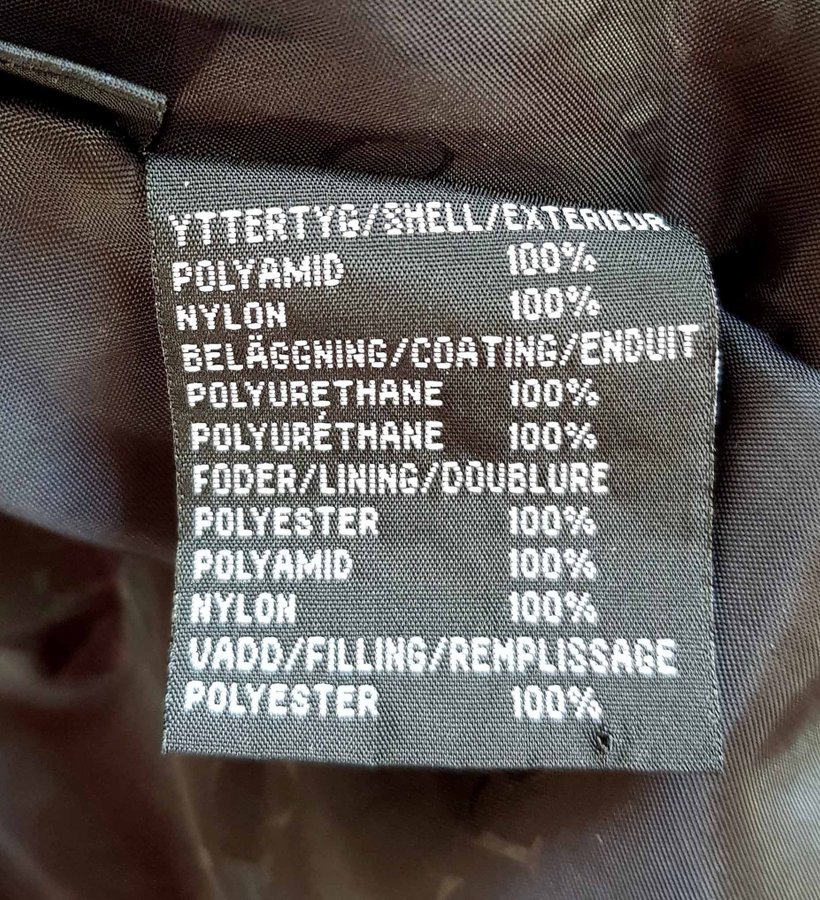 YTTERTYG/SHELL/EXTERIEUR
POLYAMID 100%
NYLON 100%
BELÄGGNING/COATING/ENDUIT
POLYURETHANE 100%
POLYURÉTHANE 100%
FODER/LINING/DOUBLURE
POLYESTER 100%
POLYAMID 100%
NYLON 100%
VADD/FILLING/REMPLISSAGE
POLYESTER 100%